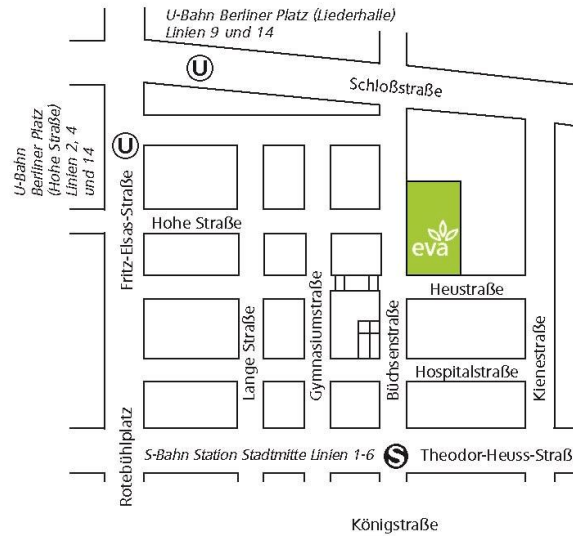 U-Bahn Berliner Platz (Liederhalle)
Linien 9 und 14
U
Schloßstraße
U-Bahn
Berliner Platz
(Hohe Straße)
Linien 2, 4
und 14
U
Fritz-Elsas-Straße
Hohe Straße
eva
Heustraße
Lange Straße
Gymnasiumstraße
Büchsenstraße
Kienestraße
Hospitalstraße
Rotebühlplatz
S-Bahn Station Stadtmitte Linien 1-6
S
Theodor-Heuss-Straß
Königstraße